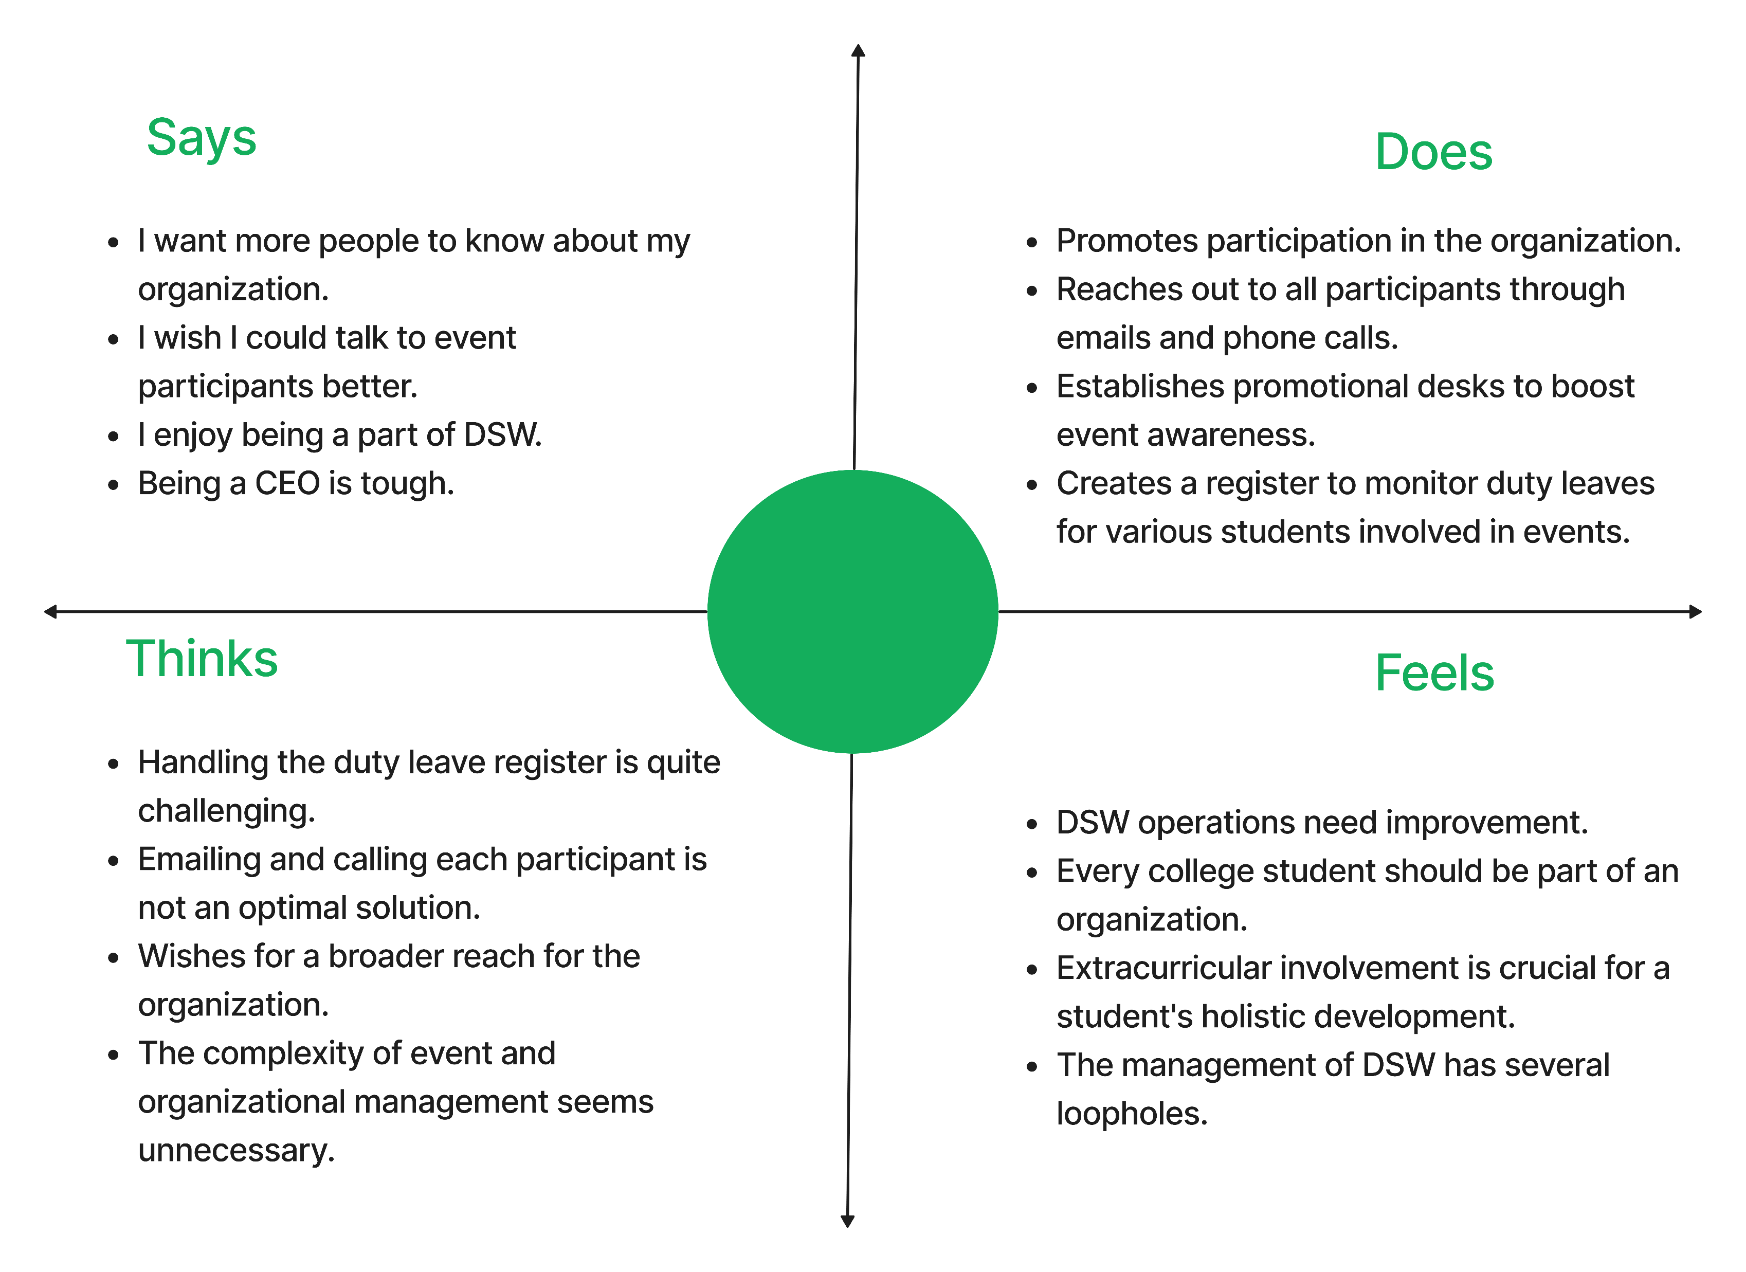 Says
• I want more people to know about my
organization.
• I wish I could talk to event
participants better.
• I enjoy being a part of DSW.
• Being a CEO is tough.
Does
• Promotes participation in the organization.
• Reaches out to all participants through
emails and phone calls.
• Establishes promotional desks to boost
event awareness.
• Creates a register to monitor duty leaves
for various students involved in events.
Thinks
• Handling the duty leave register is quite
challenging.
• Emailing and calling each participant is
not an optimal solution.
• Wishes for a broader reach for the
organization.
• The complexity of event and
organizational management seems
unnecessary.
Feels
• DSW operations need improvement.
• Every college student should be part of an
organization.
• Extracurricular involvement is crucial for a
student's holistic development.
• The management of DSW has several
loopholes.